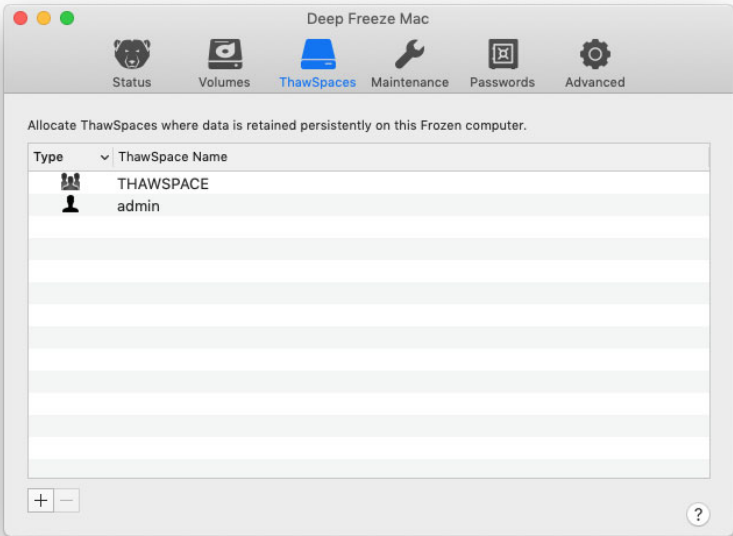 Deep Freeze Mac
Status Volumes ThawSpaces Maintenance Passwords Advanced
Allocate ThawSpaces where data is retained persistently on this Frozen computer.
Type ThawSpace Name
THAWSPACE
admin
+ −
?